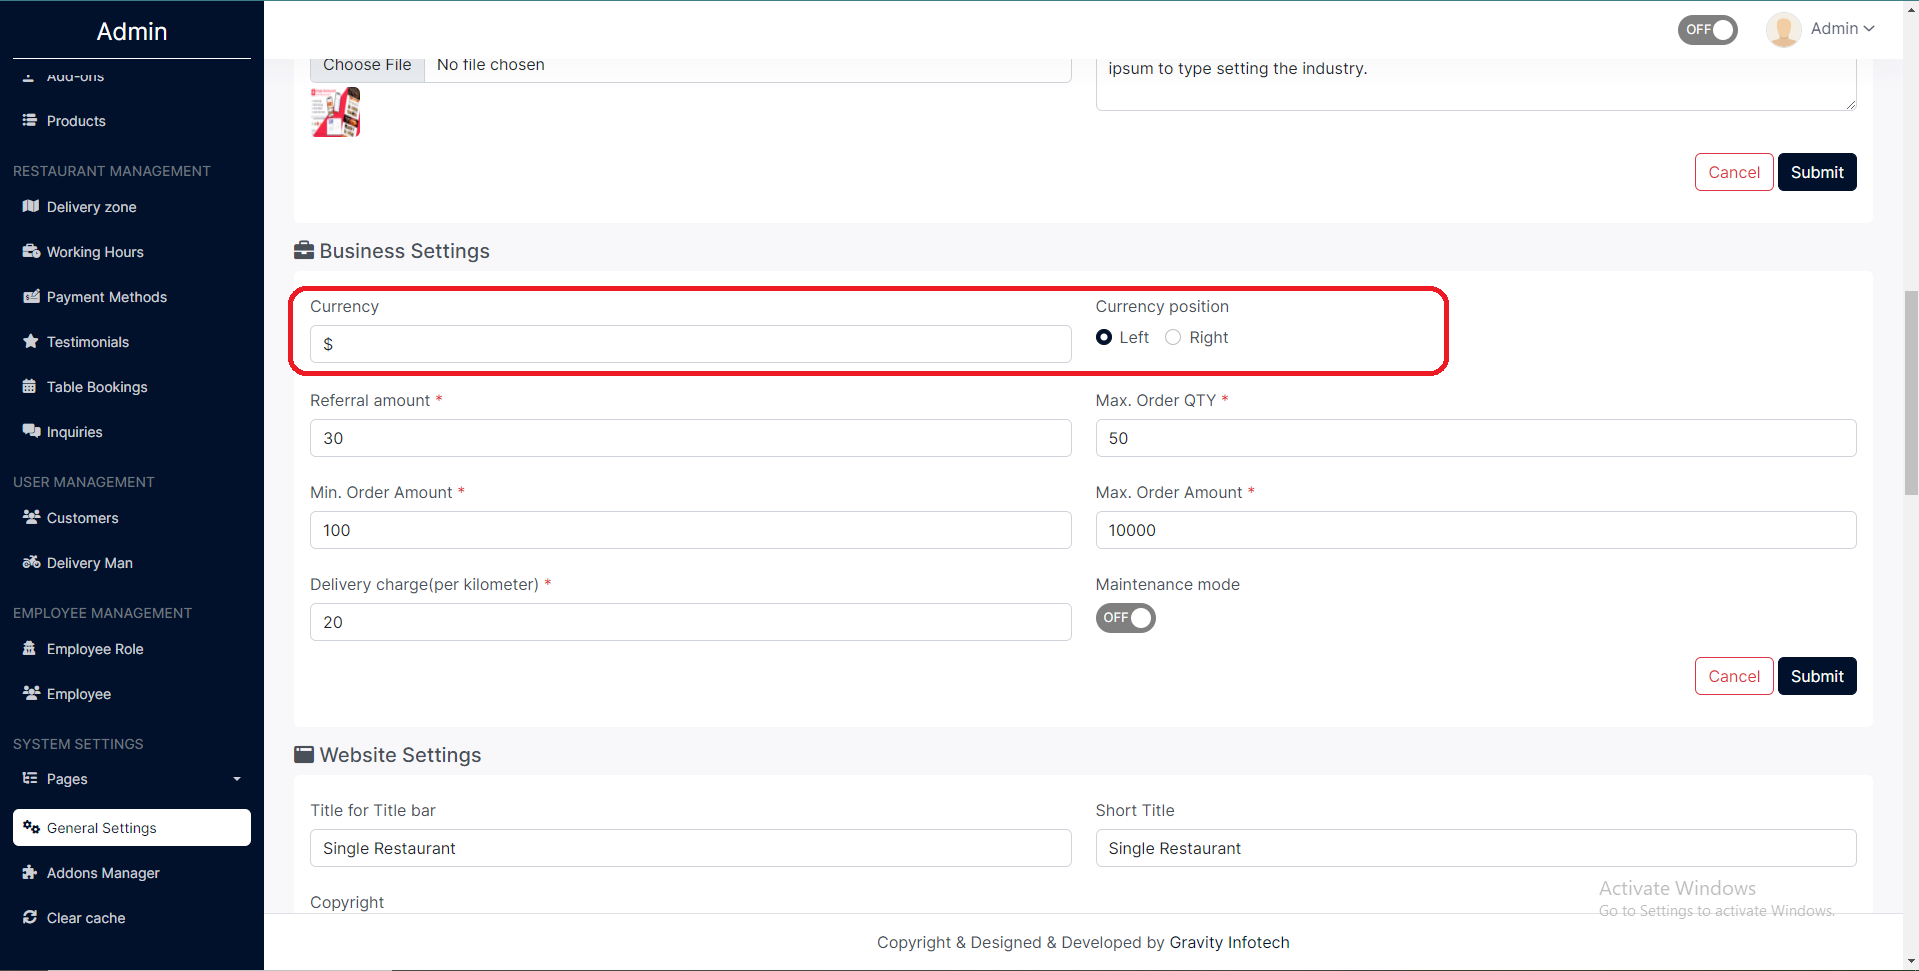 Admin
Add-ons
Products
RESTAURANT MANAGEMENT
Delivery zone
Working Hours
Payment Methods
Testimonials
Table Bookings
Inquiries
USER MANAGEMENT
Customers
Delivery Man
EMPLOYEE MANAGEMENT
Employee Role
Employee
SYSTEM SETTINGS
Pages
General Settings
Addons Manager
Clear cache
OFF
Admin
Choose File No file chosen
ipsum to type setting the industry.
Cancel Submit
Business Settings
Currency
$
Currency position
Left Right
Referral amount *
30
Max. Order QTY *
50
Min. Order Amount *
100
Max. Order Amount *
10000
Delivery charge(per kilometer) *
20
Maintenance mode
OFF
Cancel Submit
Website Settings
Title for Title bar
Single Restaurant
Short Title
Single Restaurant
Copyright
Activate Windows
Go to Settings to activate Windows.
Copyright & Designed & Developed by Gravity Infotech